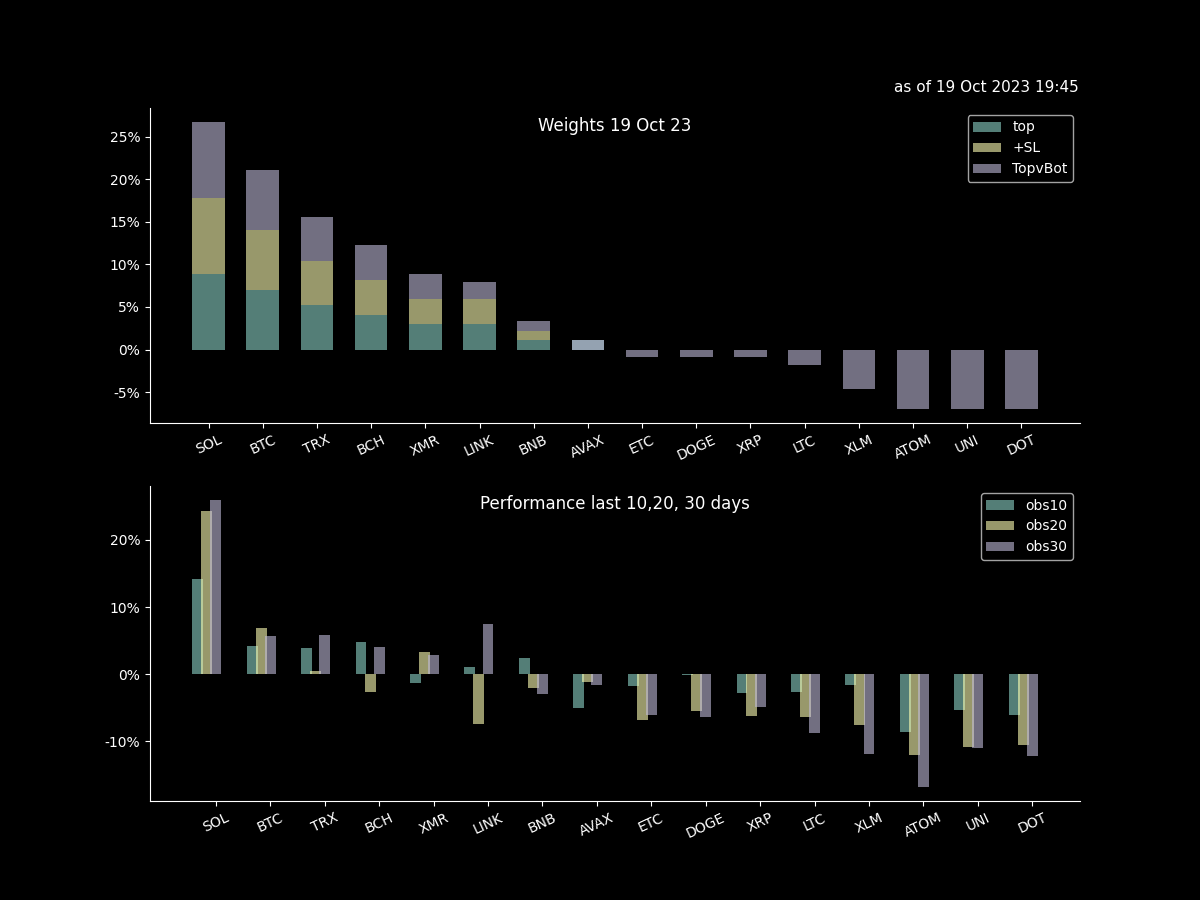 as of 19 Oct 2023 19:45
Weights 19 Oct 23
top
+SL
TopvBot
25%
20%
15%
10%
5%
0%
-5%
SOL BTC TRX BCH XMR LINK BNB AVAX ETC DOGE XRP LTC XLM ATOM UNI DOT
Performance last 10,20, 30 days
obs10
obs20
obs30
20%
10%
0%
-10%
SOL BTC TRX BCH XMR LINK BNB AVAX ETC DOGE XRP LTC XLM ATOM UNI DOT